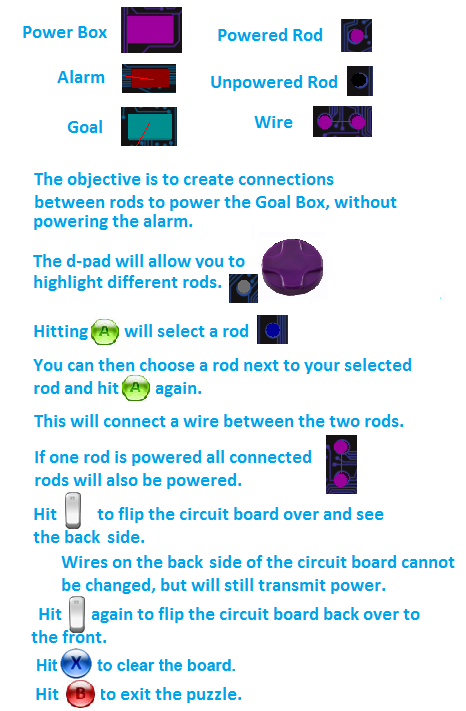 Power Box
Powered Rod
Alarm
Unpowered Rod
Goal
Wire
The objective is to create connections
between rods to power the Goal Box, without
powering the alarm.
The d-pad will allow you to
highlight different rods.
Hitting A will select a rod
You can then choose a rod next to your selected
rod and hit A again.
This will connect a wire between the two rods.
If one rod is powered all connected
rods will also be powered.
Hit to flip the circuit board over and see
the back side.
Wires on the back side of the circuit board cannot
be changed, but will still transmit power.
Hit again to flip the circuit board back over to
the front.
Hit X to clear the board.
Hit B to exit the puzzle.